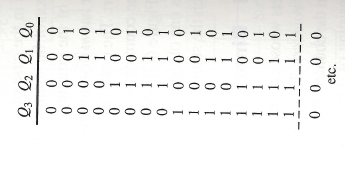 Q3 Q2 Q1 Q0
0 0 0 0
0 0 0 1
0 0 1 0
0 0 1 1
0 1 0 0
0 1 0 1
0 1 1 0
0 1 1 1
1 0 0 0
1 0 0 1
1 0 1 0
1 0 1 1
1 1 0 0
1 1 0 1
1 1 1 0
1 1 1 1
0 0 0 0
etc.